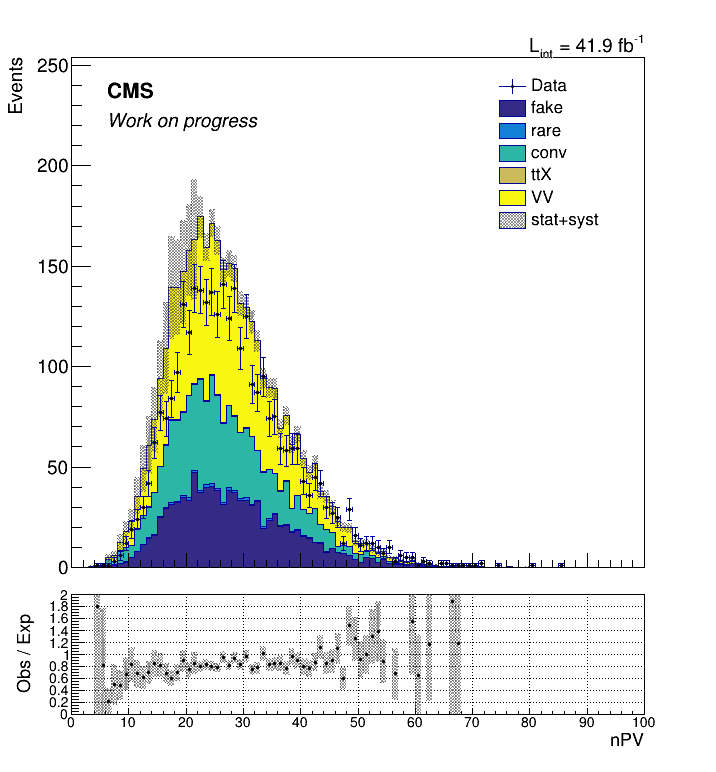 L_int = 41.9 fb^-1
Events
250
200
150
100
50
0
CMS
Work on progress
Data
fake
rare
conv
ttX
VV
stat+syst
Obs / Exp
2
1.8
1.6
1.4
1.2
1
0.8
0.6
0.4
0.2
0
0 10 20 30 40 50 60 70 80 90 100
nPV